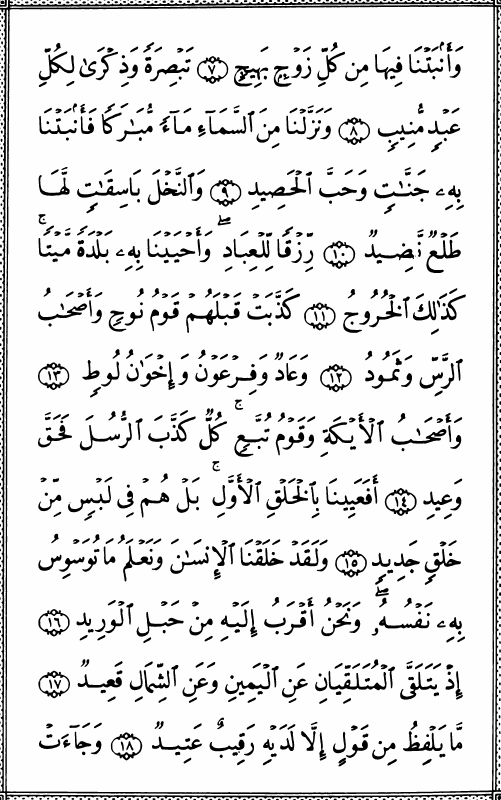 وَأَنۢبَتۡنَا فِيهَا مِن كُلِّ زَوۡجِۭ بَهِيجٖ ٧ تَبۡصِرَةٗ وَذِكۡرَىٰ لِكُلِّ
عَبۡدٖ مُّنِيبٖ ٨ وَنَزَّلۡنَا مِنَ ٱلسَّمَآءِ مَآءٗ مُّبَٰرَكٗا فَأَنۢبَتۡنَا
بِهِۦ جَنَّٰتٖ وَحَبَّ ٱلۡحَصِيدِ ٩ وَٱلنَّخۡلَ بَاسِقَٰتٖ لَّهَا
طَلۡعٞ نَّضِيدٞ ١٠ رِّزۡقٗا لِّلۡعِبَادِۖ وَأَحۡيَيۡنَا بِهِۦ بَلۡدَةٗ مَّيۡتٗاۚ
كَذَٰلِكَ ٱلۡخُرُوجُ ١١ كَذَّبَتۡ قَبۡلَهُمۡ قَوۡمُ نُوحٖ وَأَصۡحَٰبُ
ٱلرَّسِّ وَثَمُودُ ١٢ وَعَادٞ وَفِرۡعَوۡنُ وَإِخۡوَٰنُ لُوطٖ ١٣
وَأَصۡحَٰبُ ٱلۡأَيۡكَةِ وَقَوۡمُ تُبَّعٖۚ كُلّٞ كَذَّبَ ٱلرُّسُلَ فَحَقَّ
وَعِيدِ ١٤ أَفَعَيِينَا بِٱلۡخَلۡقِ ٱلۡأَوَّلِۚ بَلۡ هُمۡ فِي لَبۡسٖ مِّنۡ
خَلۡقٖ جَدِيدٖ ١٥ وَلَقَدۡ خَلَقۡنَا ٱلۡإِنسَٰنَ وَنَعۡلَمُ مَا تُوَسۡوِسُ
بِهِۦ نَفۡسُهُۥۖ وَنَحۡنُ أَقۡرَبُ إِلَيۡهِ مِنۡ حَبۡلِ ٱلۡوَرِيدِ ١٦
إِذۡ يَتَلَقَّى ٱلۡمُتَلَقِّيَانِ عَنِ ٱلۡيَمِينِ وَعَنِ ٱلشِّمَالِ قَعِيدٞ ١٧
مَّا يَلۡفِظُ مِن قَوۡلٍ إِلَّا لَدَيۡهِ رَقِيبٌ عَتِيدٞ ١٨ وَجَآءَتۡ